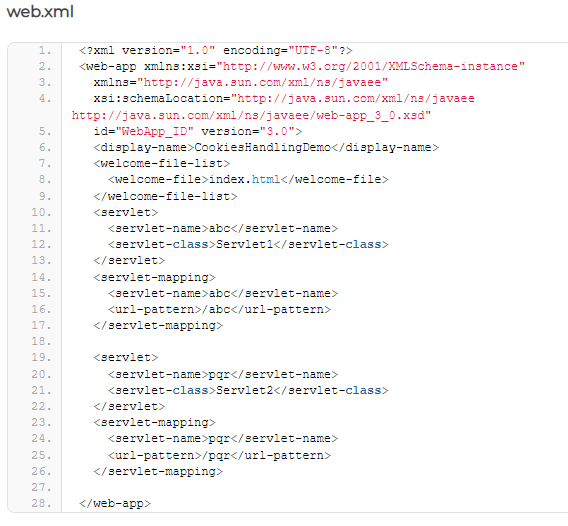 web.xml
1. <?xml version="1.0" encoding="UTF-8"?>
2. <web-app xmlns:xsi="http://www.w3.org/2001/XMLSchema-instance"
3. xmlns="http://java.sun.com/xml/ns/javaee"
4. xsi:schemaLocation="http://java.sun.com/xml/ns/javaee
http://java.sun.com/xml/ns/javaee/web-app_3_0.xsd"
5. id="WebApp_ID" version="3.0">
6. <display-name>CookiesHandlingDemo</display-name>
7. <welcome-file-list>
8. <welcome-file>index.html</welcome-file>
9. </welcome-file-list>
10. <servlet>
11. <servlet-name>abc</servlet-name>
12. <servlet-class>Servlet1</servlet-class>
13. </servlet>
14. <servlet-mapping>
15. <servlet-name>abc</servlet-name>
16. <url-pattern>/abc</url-pattern>
17. </servlet-mapping>
18.
19. <servlet>
20. <servlet-name>pqr</servlet-name>
21. <servlet-class>Servlet2</servlet-class>
22. </servlet>
23. <servlet-mapping>
24. <servlet-name>pqr</servlet-name>
25. <url-pattern>/pqr</url-pattern>
26. </servlet-mapping>
27.
28. </web-app>